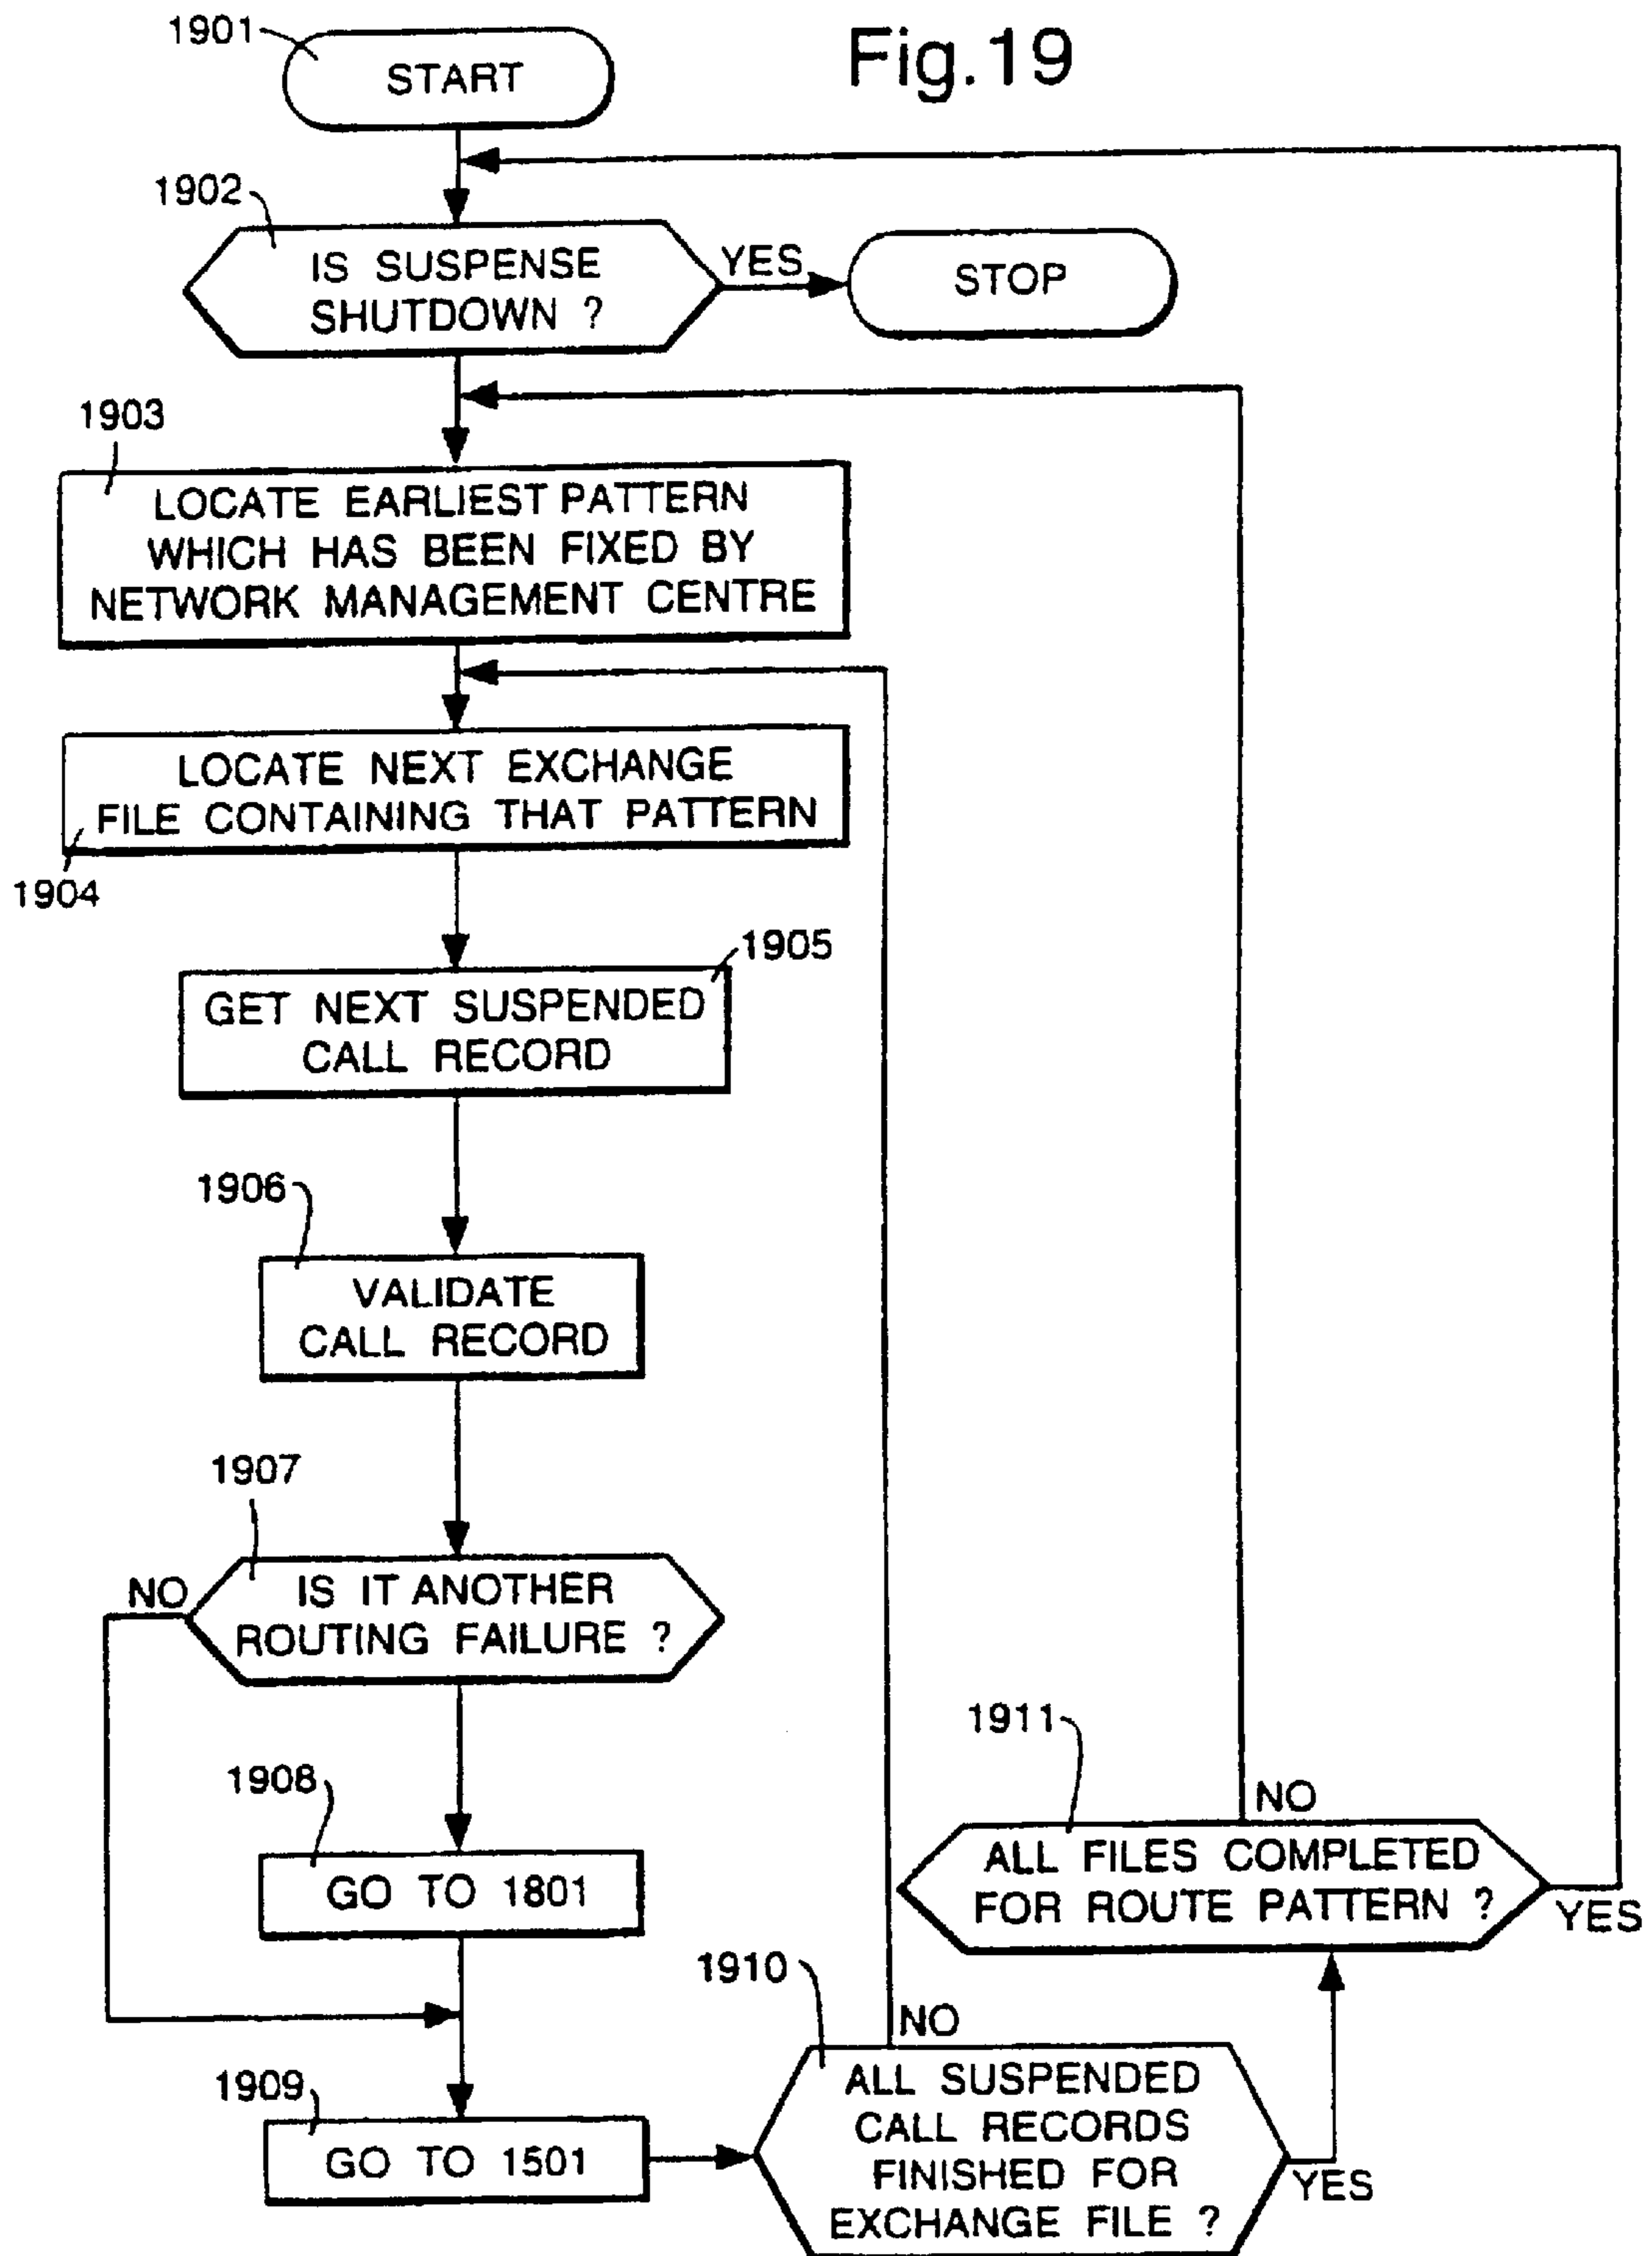 Fig.19
1901
START
1902
IS SUSPENSE
SHUTDOWN ?
YES
STOP
1903
LOCATE EARLIEST PATTERN
WHICH HAS BEEN FIXED BY
NETWORK MANAGEMENT CENTRE
LOCATE NEXT EXCHANGE
FILE CONTAINING THAT PATTERN
1904
1905
GET NEXT SUSPENDED
CALL RECORD
1906
VALIDATE
CALL RECORD
1907
NO
IS IT ANOTHER
ROUTING FAILURE ?
1908
GO TO 1801
1909
GO TO 1501
1910
NO
ALL SUSPENDED
CALL RECORDS
FINISHED FOR
EXCHANGE FILE ?
YES
1911
NO
ALL FILES COMPLETED
FOR ROUTE PATTERN ?
YES